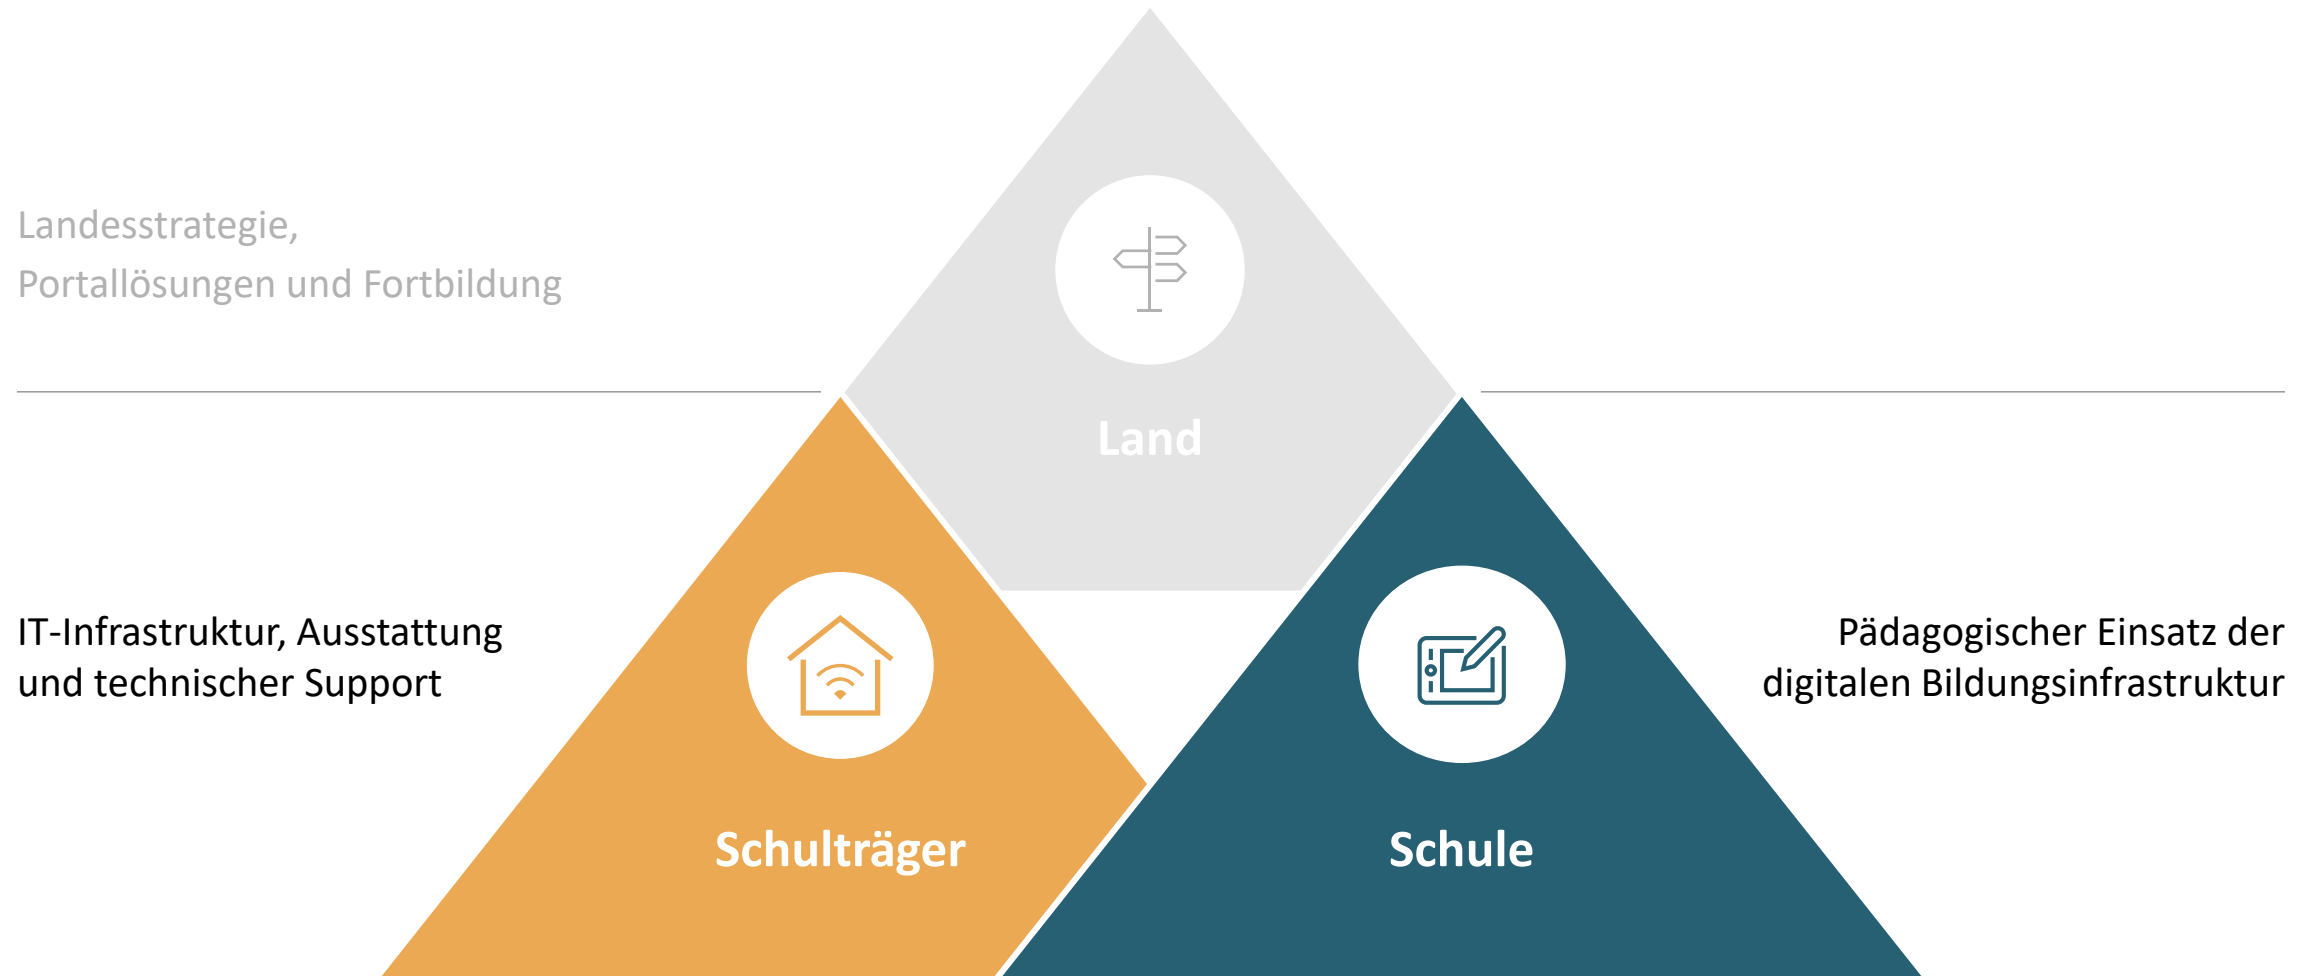 Landesstrategie,
Portallösungen und Fortbildung
Land
IT-Infrastruktur, Ausstattung
und technischer Support
Pädagogischer Einsatz der
digitalen Bildungsinfrastruktur
Schulträger
Schule